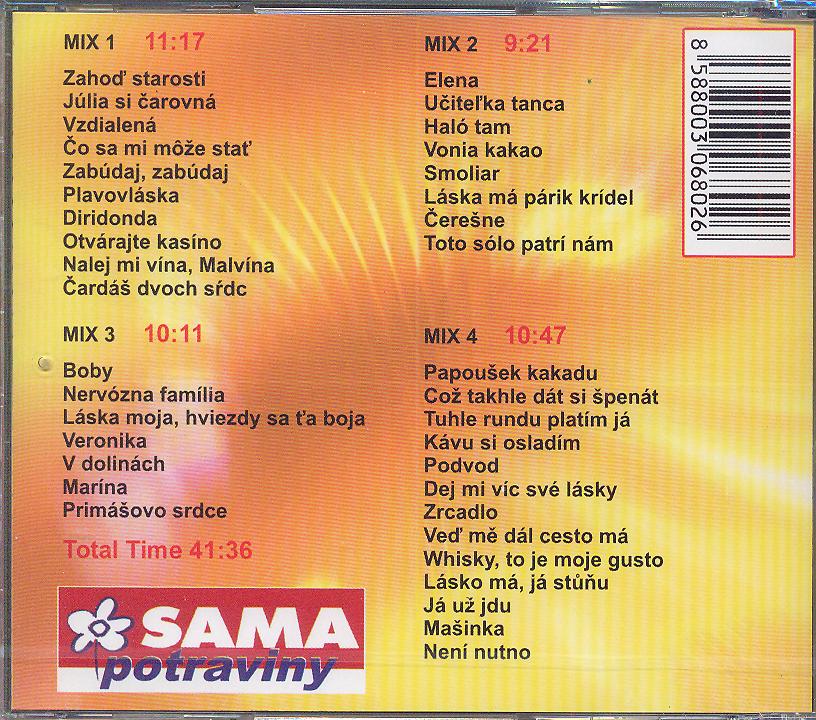 MIX 1 11:17
Zahoď starosti
Júlia si čarovná
Vzdialená
Čo sa mi môže stať
Zabúdaj, zabúdaj
Plavovláska
Diridonda
Otvárajte kasíno
Nalej mi vína, Malvína
Čardáš dvoch sŕdc
MIX 2 9:21
Elena
Učiteľka tanca
Haló tam
Vonia kakao
Smoliar
Láska má párik krídel
Čerešne
Toto sólo patrí nám
8 588003 068026
MIX 3 10:11
Boby
Nervózna família
Láska moja, hviezdy sa ťa boja
Veronika
V dolinách
Marína
Primášovo srdce
Total Time 41:36
MIX 4 10:47
Papoušek kakadu
Což takhle dát si špenát
Tuhle rundu platím já
Kávu si osladím
Podvod
Dej mi víc své lásky
Zrcadlo
Veď mě dál cesto má
Whisky, to je moje gusto
Lásko má, já stůňu
Já už jdu
Mašinka
Není nutno
SAMA
potraviny